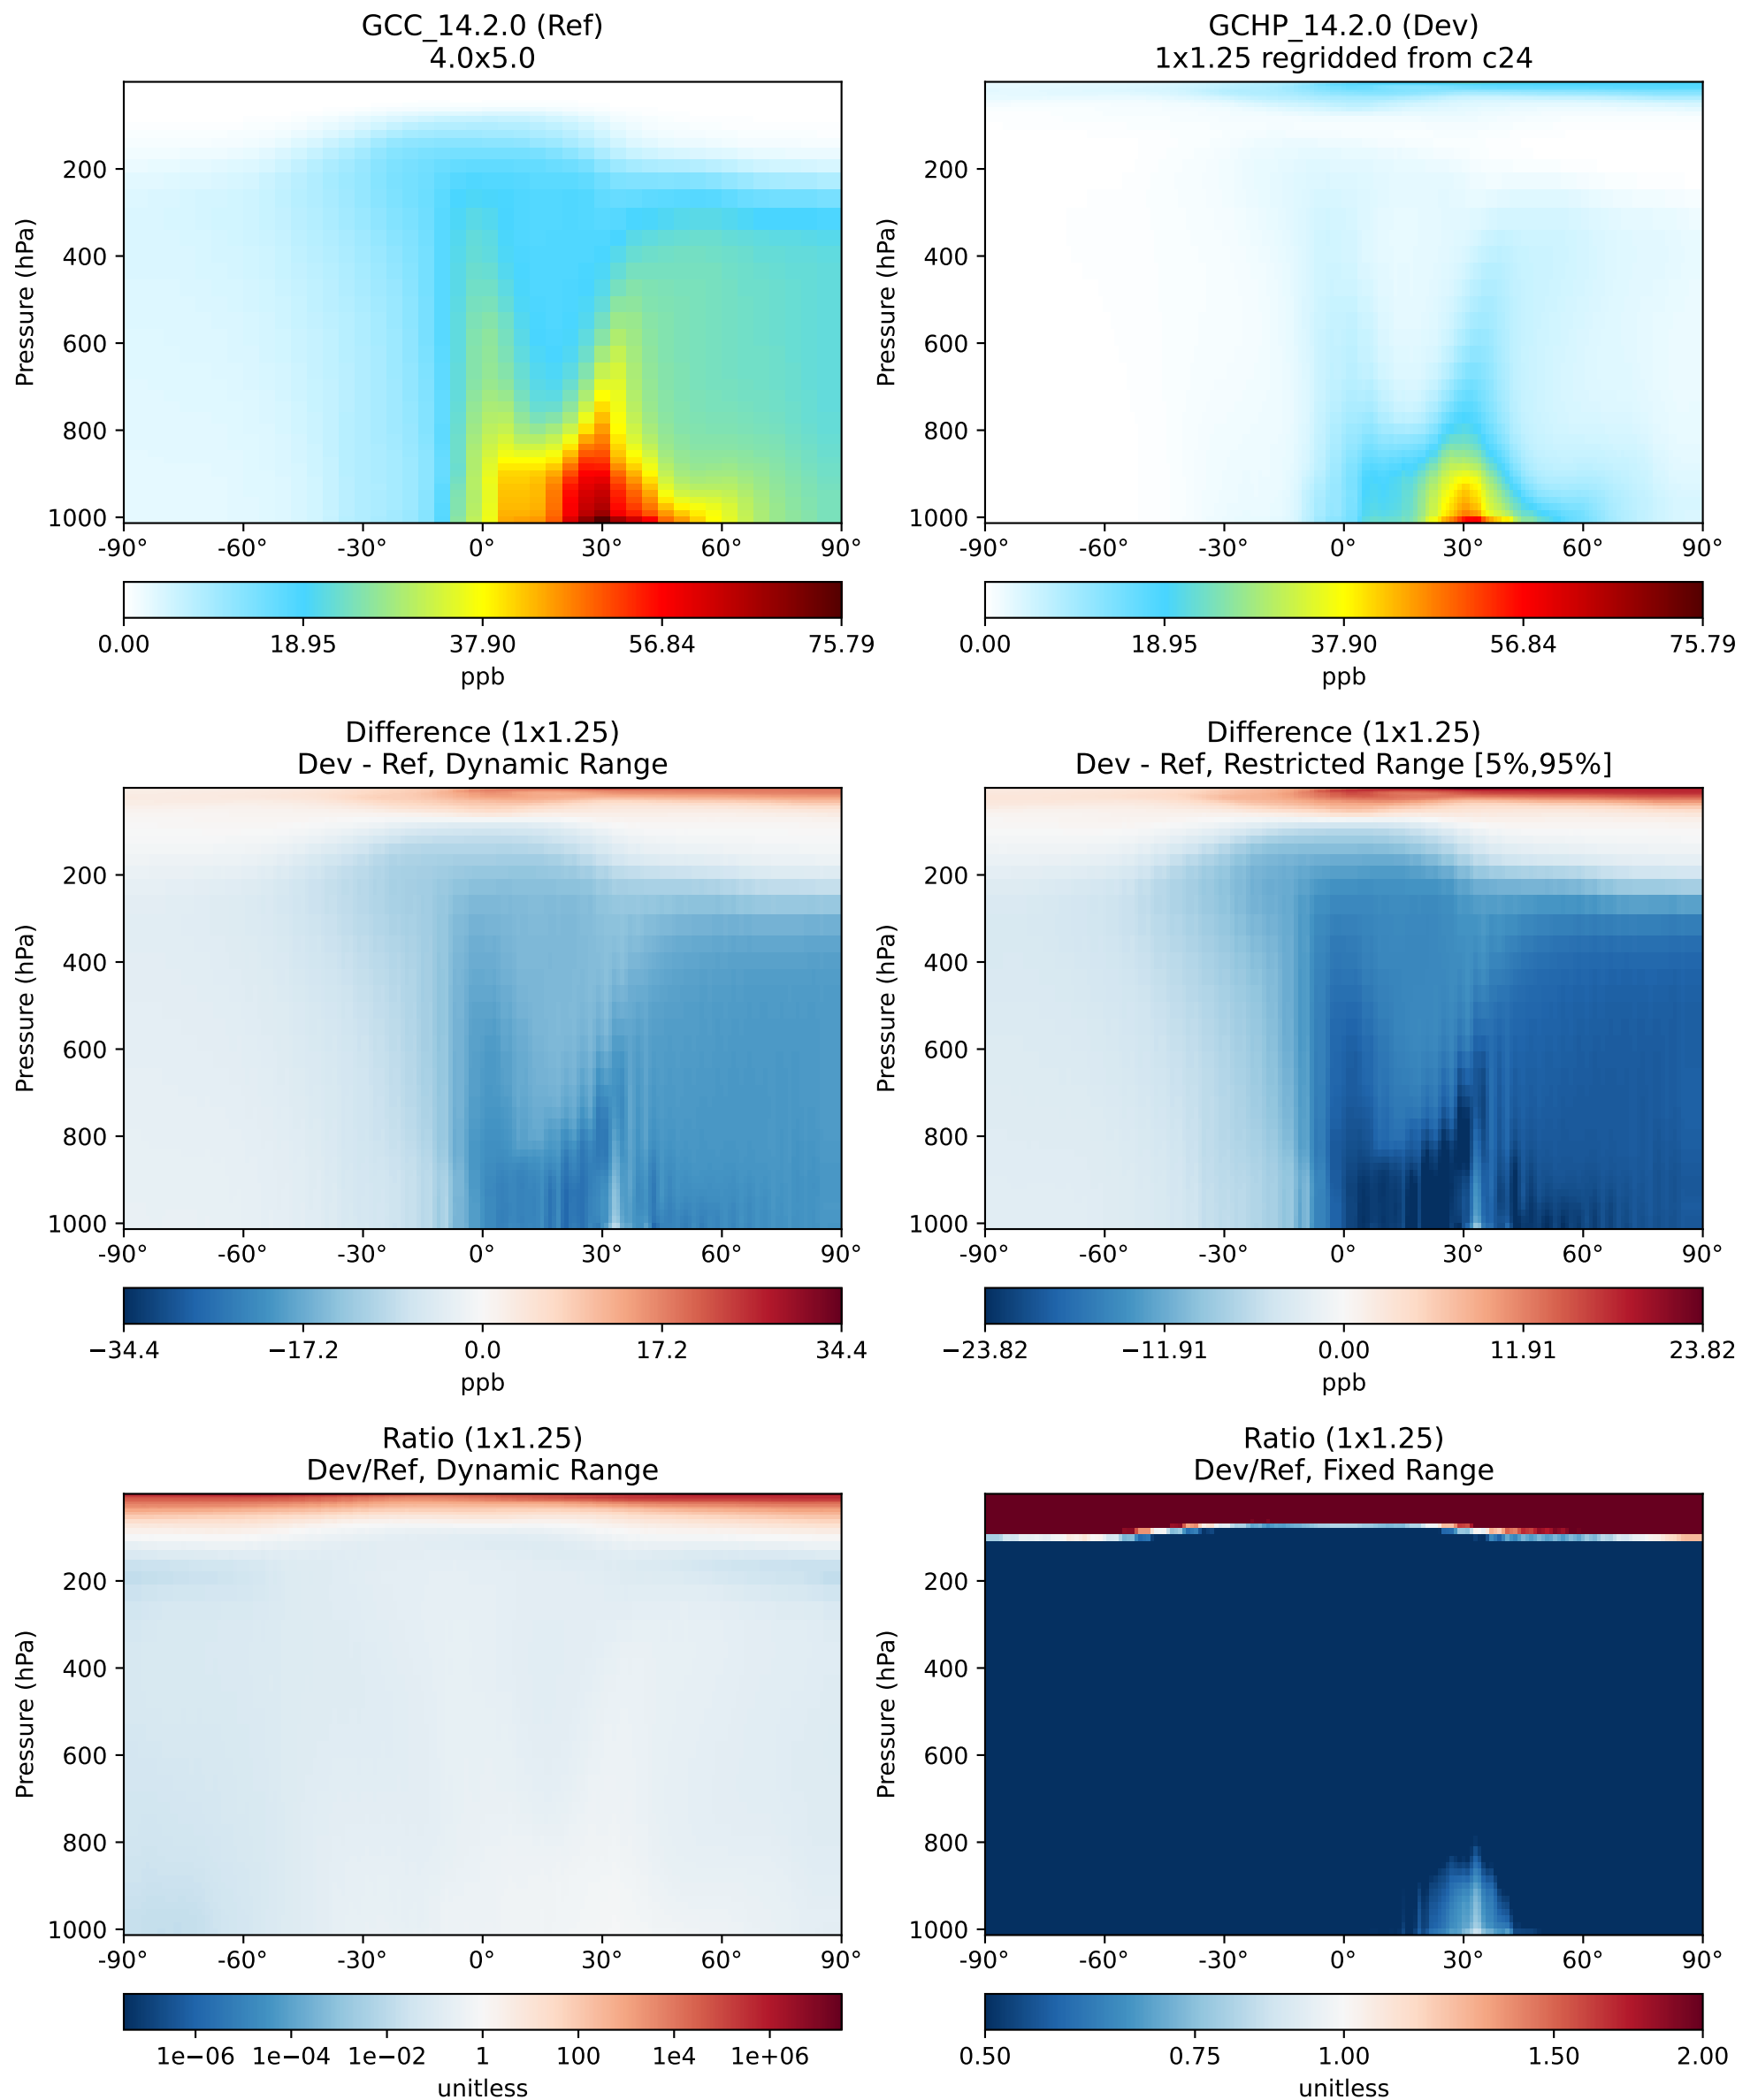 GCC_14.2.0 (Ref)
4.0x5.0
Pressure (hPa)
200
400
600
800
1000
-90° -60° -30° 0° 30° 60° 90°
0.00 18.95 37.90 56.84 75.79
ppb
GCHP_14.2.0 (Dev)
1x1.25 regridded from c24
Pressure (hPa)
200
400
600
800
1000
-90° -60° -30° 0° 30° 60° 90°
0.00 18.95 37.90 56.84 75.79
ppb
Difference (1x1.25)
Dev - Ref, Dynamic Range
Pressure (hPa)
200
400
600
800
1000
-90° -60° -30° 0° 30° 60° 90°
−34.4 −17.2 0.0 17.2 34.4
ppb
Difference (1x1.25)
Dev - Ref, Restricted Range [5%,95%]
Pressure (hPa)
200
400
600
800
1000
-90° -60° -30° 0° 30° 60° 90°
−23.82 −11.91 0.00 11.91 23.82
ppb
Ratio (1x1.25)
Dev/Ref, Dynamic Range
Pressure (hPa)
200
400
600
800
1000
-90° -60° -30° 0° 30° 60° 90°
1e−06 1e−04 1e−02 1 100 1e+4 1e+06
unitless
Ratio (1x1.25)
Dev/Ref, Fixed Range
Pressure (hPa)
200
400
600
800
1000
-90° -60° -30° 0° 30° 60° 90°
0.50 0.75 1.00 1.50 2.00
unitless